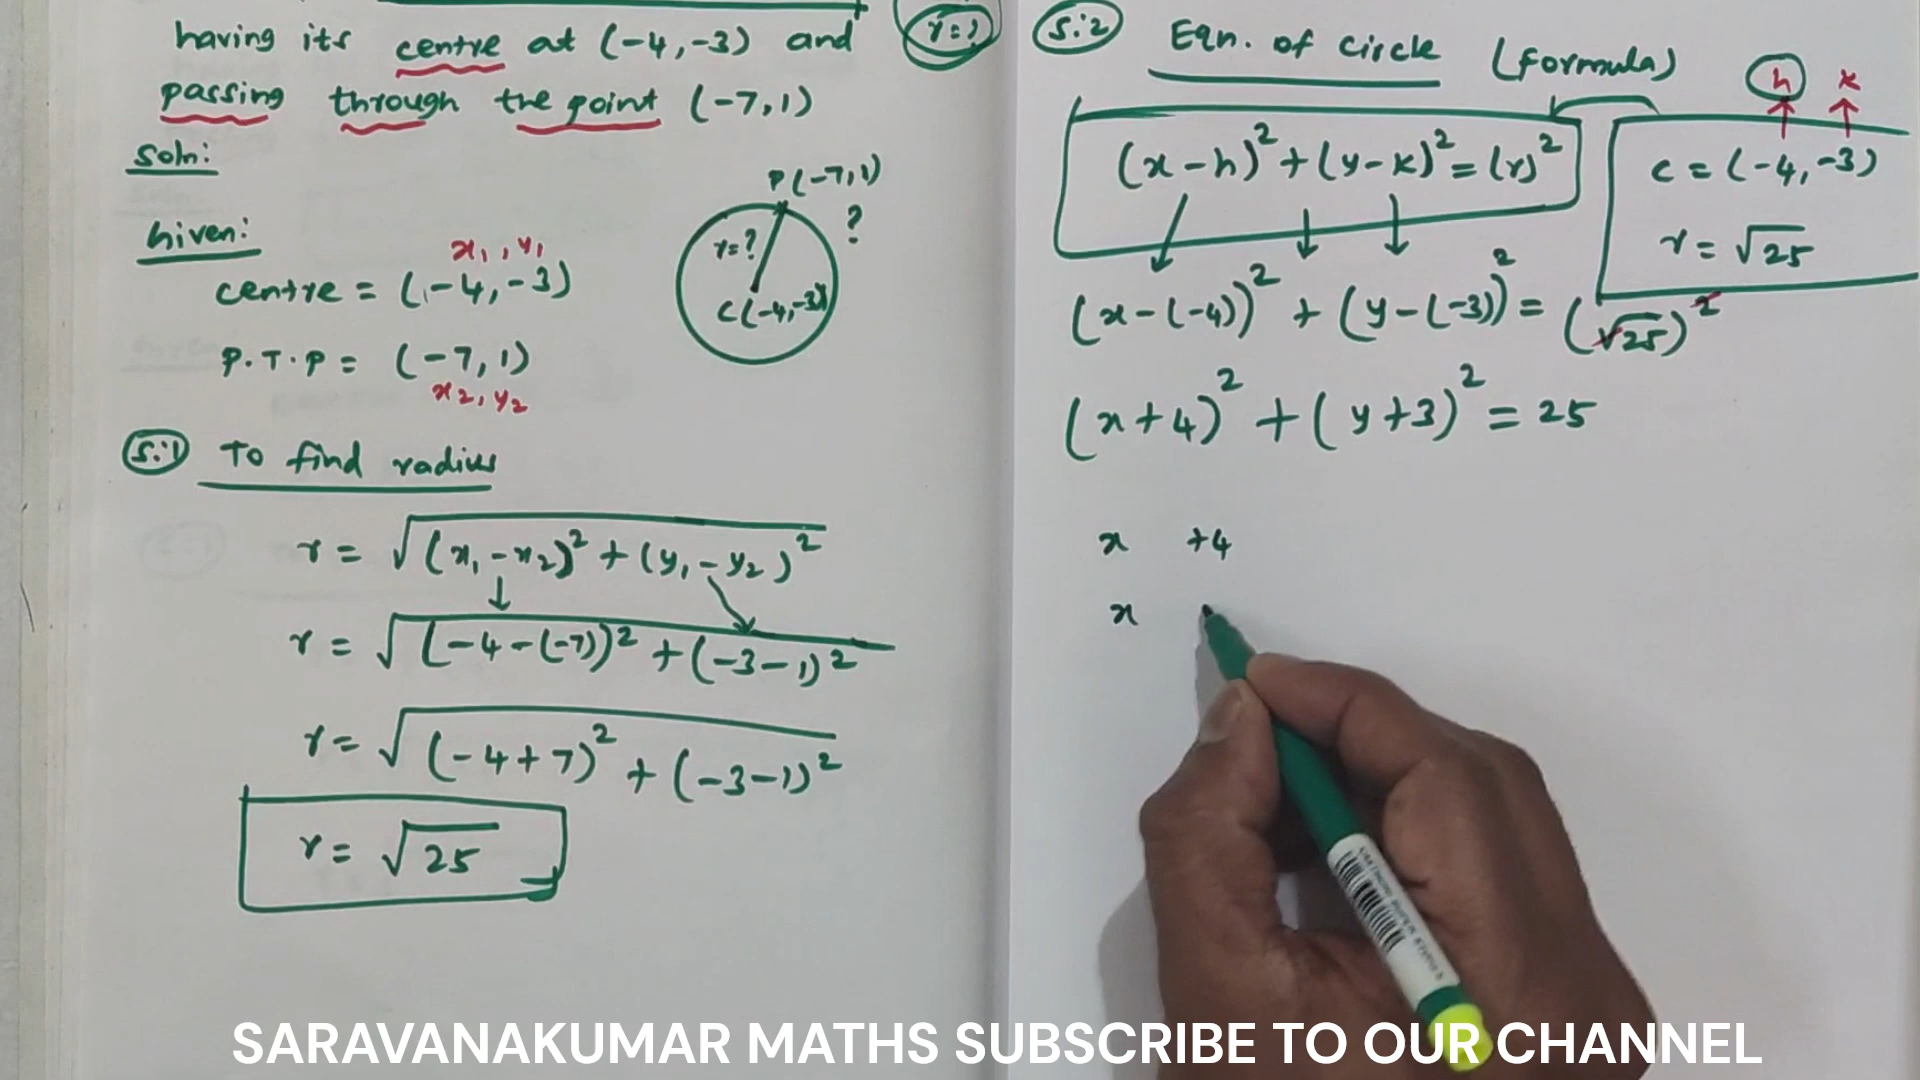 having its centre at (-4,-3) and
passing through the point (-7,1)
r=?
Soln:
Given:
x₁, y₁
centre = (-4,-3)
P.T.P = (-7,1)
x₂, y₂
P(-7,1)
?
r=?
C(-4,-3)
S:1 To find radius
r = √(x₁-x₂)² + (y₁-y₂)²
r = √(-4-(-7))² + (-3-1)²
r = √(-4+7)² + (-3-1)²
r = √25
S:2 Eqn. of circle (formula)
h k
(x-h)² + (y-k)² = (r)²
c = (-4,-3)
r = √25
(x-(-4))² + (y-(-3))² = (√25)²
(x+4)² + (y+3)² = 25
x +4
x
SARAVANAKUMAR MATHS SUBSCRIBE TO OUR CHANNEL